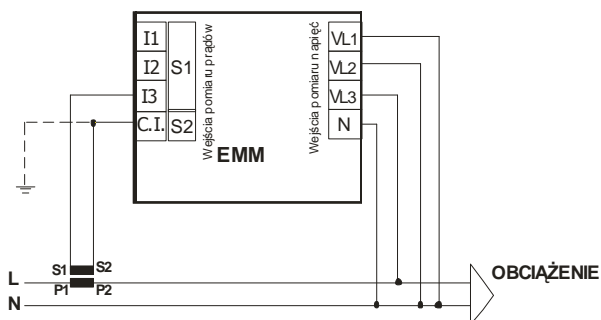 I1
I2
I3
C.I.
S1
S2
Wejścia pomiaru prądów
EMM
Wejścia pomiaru napięć
VL1
VL2
VL3
N
S1
S2
L
P1
P2
N
OBCIĄŻENIE